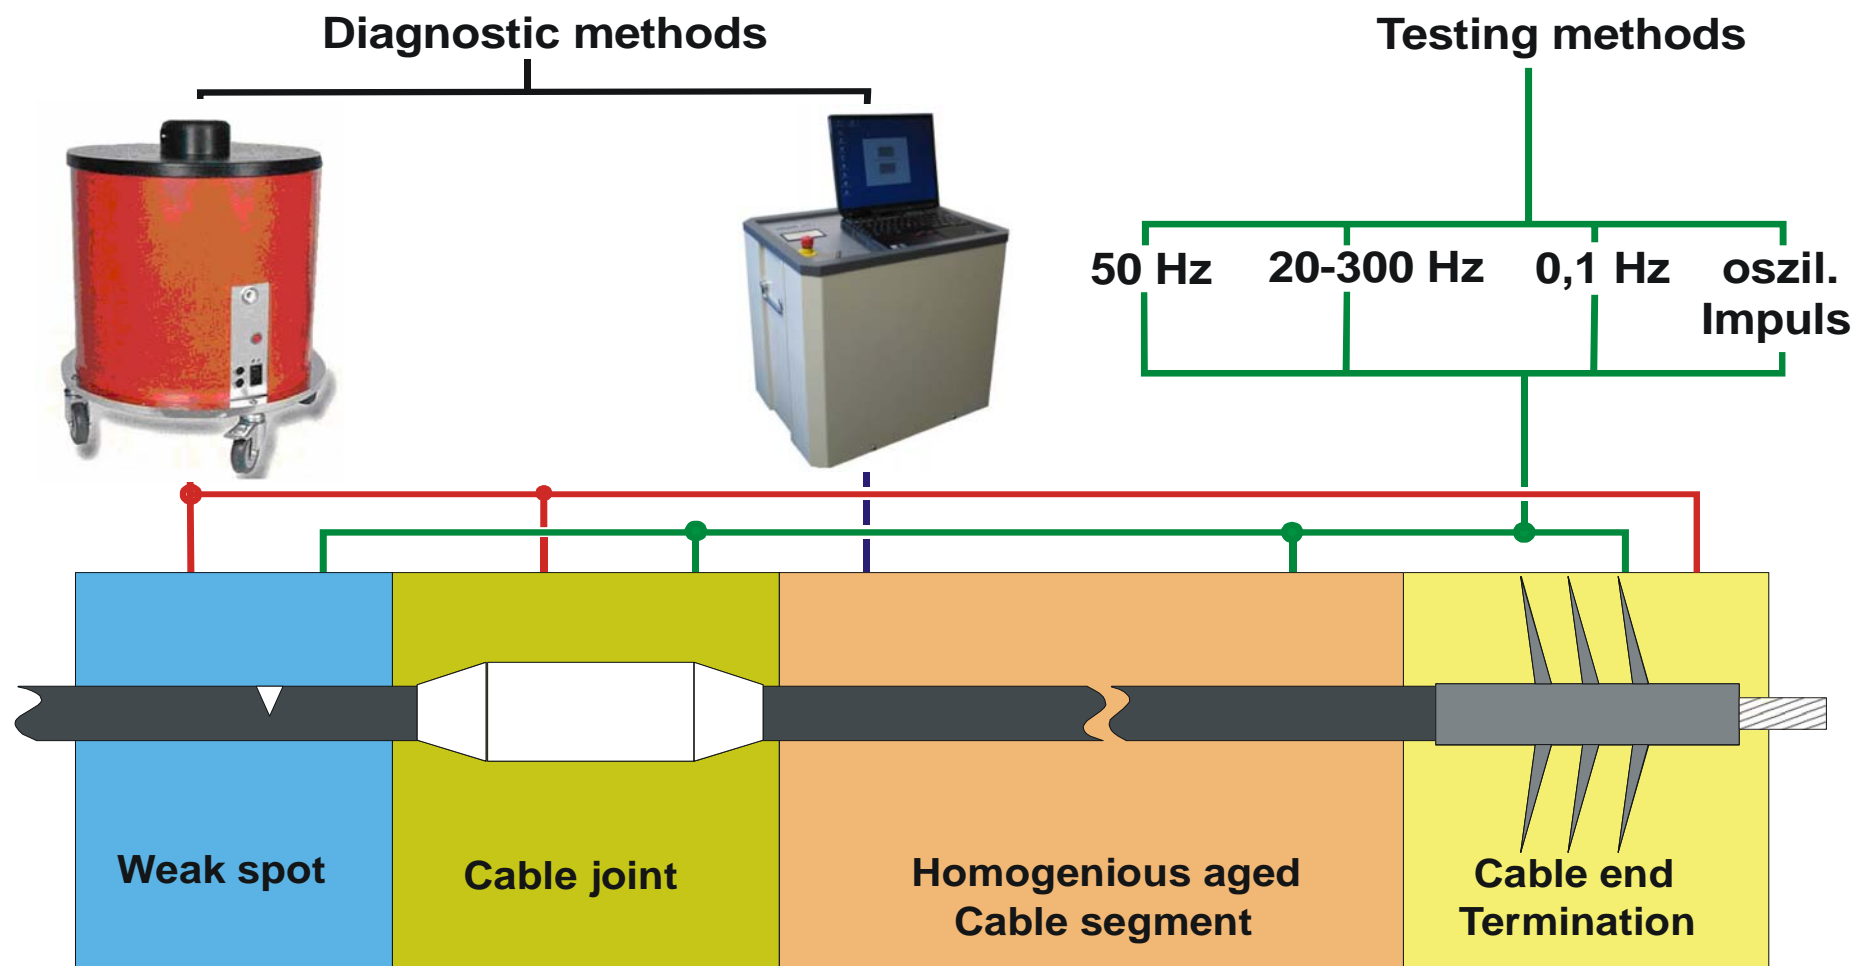 Diagnostic methods
Testing methods
50 Hz
20-300 Hz
0,1 Hz
oszil.
Impuls
Weak spot
Cable joint
Homogenious aged
Cable segment
Cable end
Termination